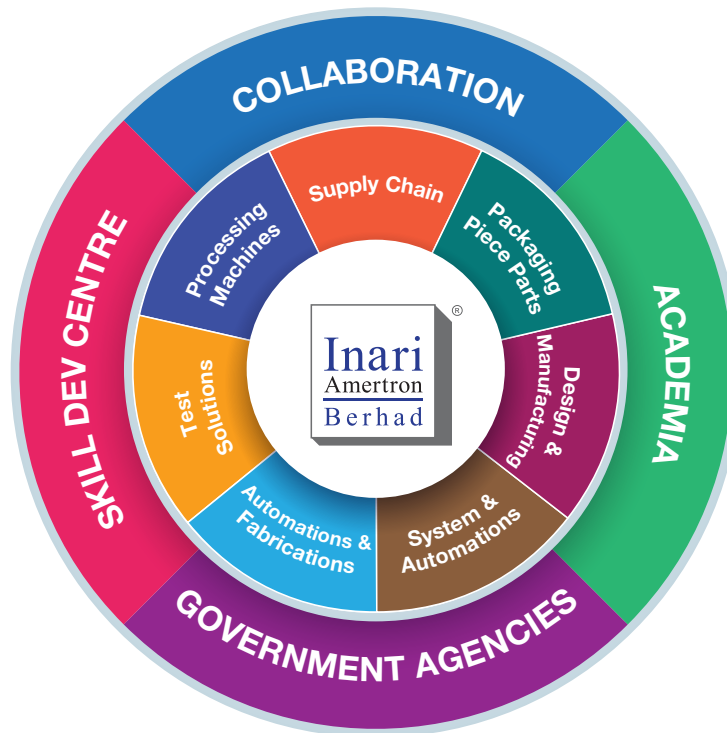 COLLABORATION
ACADEMIA
GOVERNMENT AGENCIES
SKILL DEV CENTRE
Supply Chain
Packaging
Piece Parts
Design &
Manufacturing
System &
Automations
Automations &
Fabrications
Test
Solutions
Processing
Machines
Inari
Amertron
Berhad
®